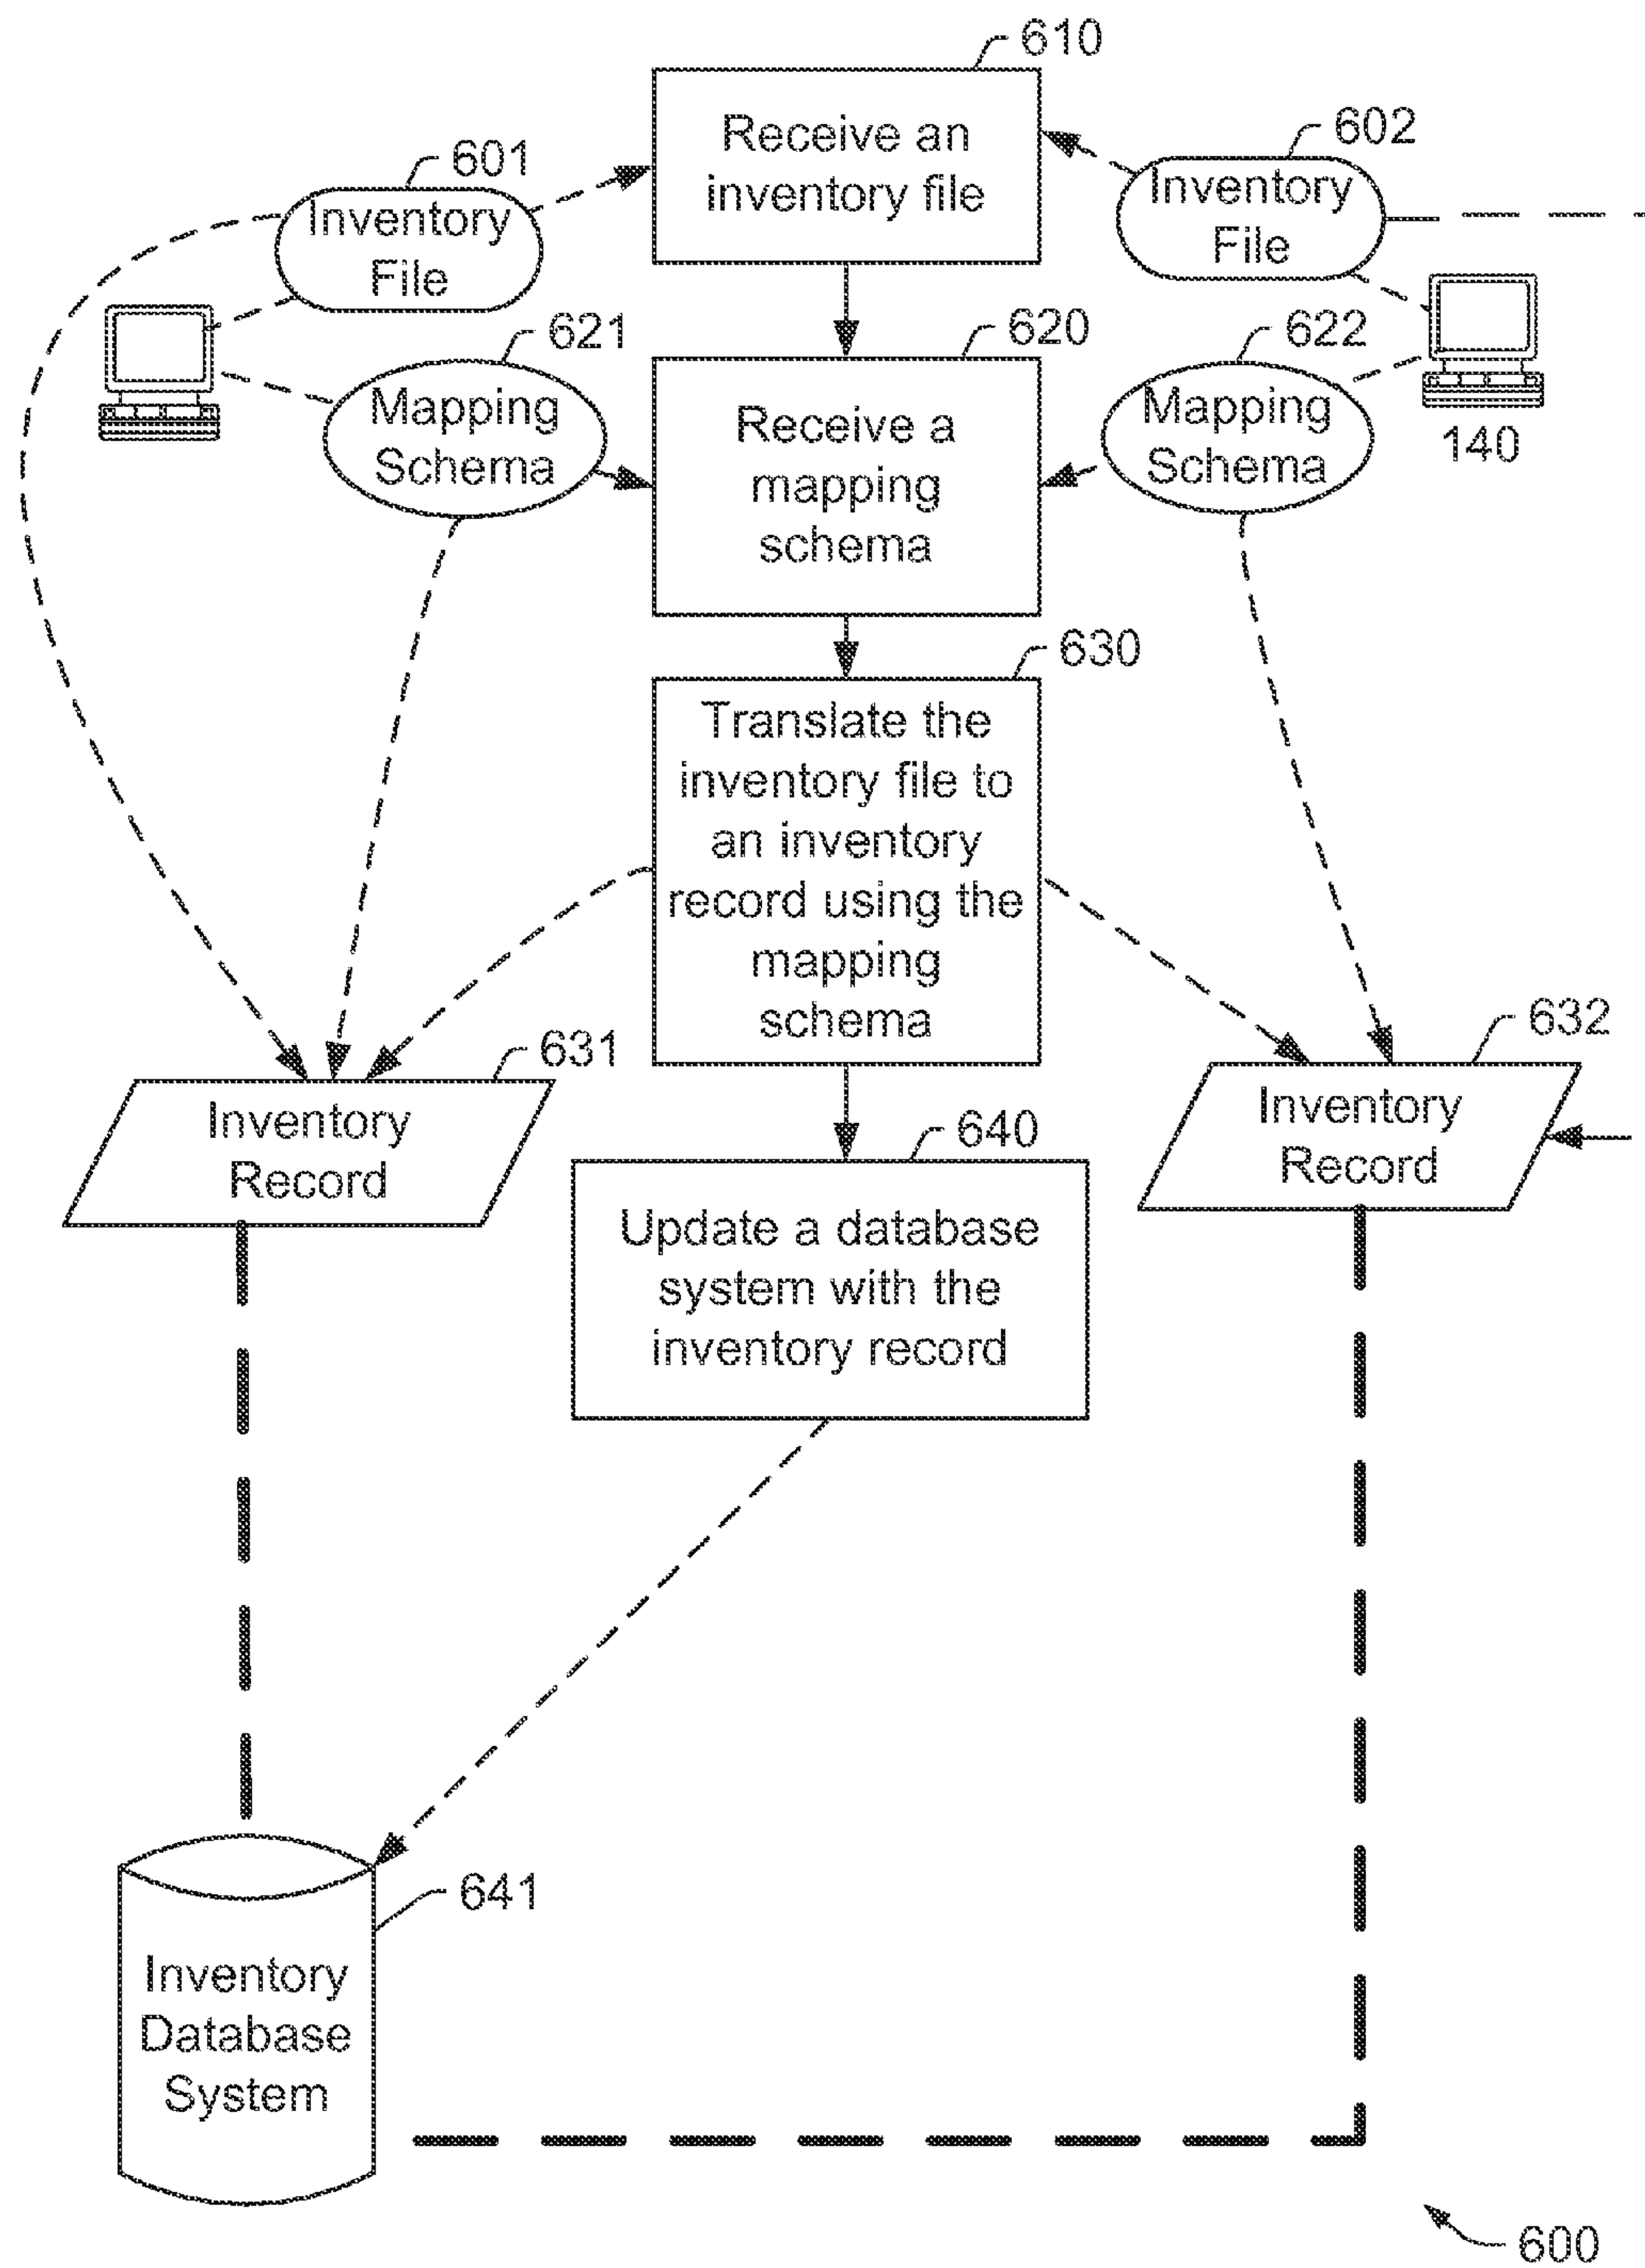 610
Receive an
inventory file
601
Inventory
File
602
Inventory
File
621
Mapping
Schema
620
Receive a
mapping
schema
622
Mapping
Schema
140
630
Translate the
inventory file to
an inventory
record using the
mapping
schema
631
Inventory
Record
632
Inventory
Record
640
Update a database
system with the
inventory record
641
Inventory
Database
System
600